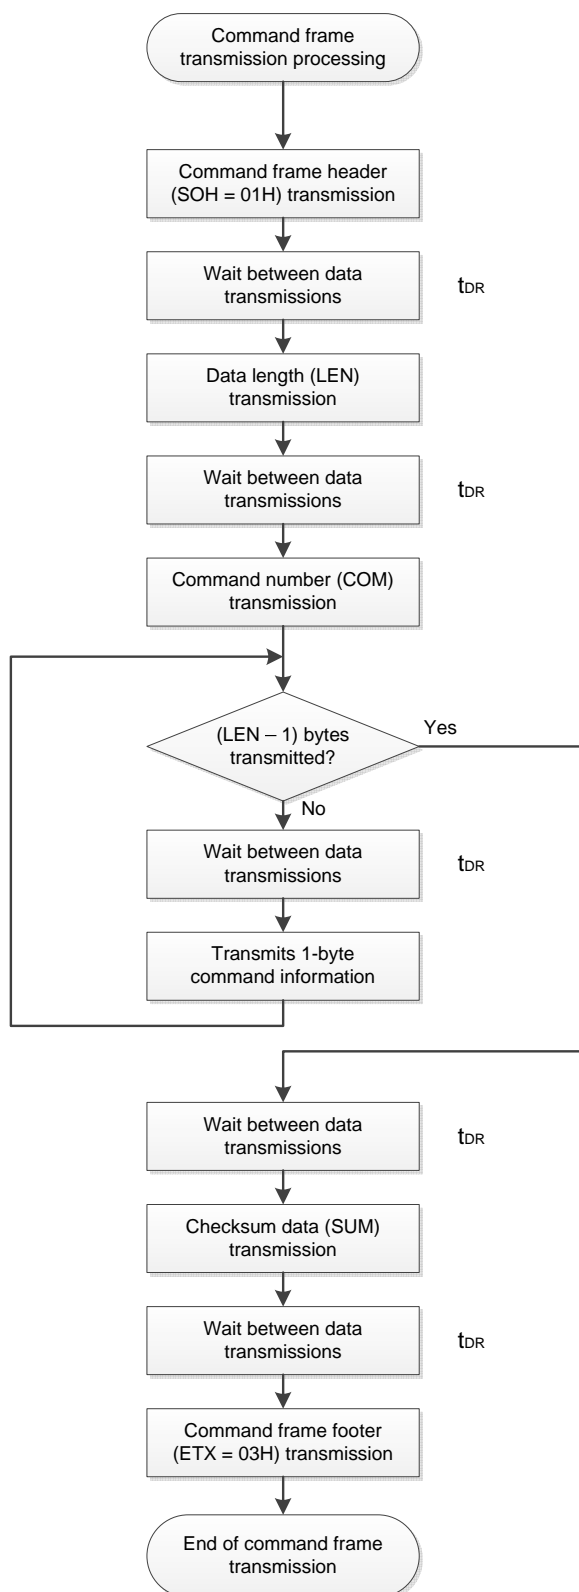 Command frame
transmission processing
Command frame header
(SOH = 01H) transmission
Wait between data
transmissions
tDR
Data length (LEN)
transmission
Wait between data
transmissions
tDR
Command number (COM)
transmission
(LEN – 1) bytes
transmitted?
Yes
No
Wait between data
transmissions
tDR
Transmits 1-byte
command information
Wait between data
transmissions
tDR
Checksum data (SUM)
transmission
Wait between data
transmissions
tDR
Command frame footer
(ETX = 03H) transmission
End of command frame
transmission